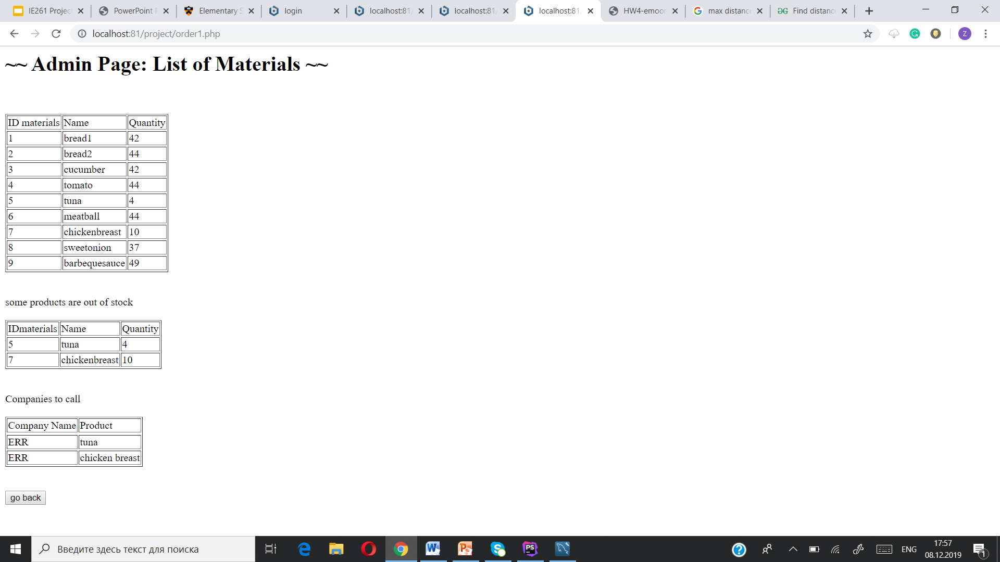 IE261 Projec PowerPoint Elementary S login localhost:81/ localhost:81/ localhost:81/ HW4-emoor max distance Find distanc
localhost:81/project/order1.php
Z
~~ Admin Page: List of Materials ~~
ID materials Name Quantity
1 bread1 42
2 bread2 44
3 cucumber 42
4 tomato 44
5 tuna 4
6 meatball 44
7 chickenbreast 10
8 sweetonion 37
9 barbequesauce 49
some products are out of stock
IDmaterials Name Quantity
5 tuna 4
7 chickenbreast 10
Companies to call
Company Name Product
ERR tuna
ERR chicken breast
go back
Введите здесь текст для поиска
ENG
17:57
08.12.2019
1